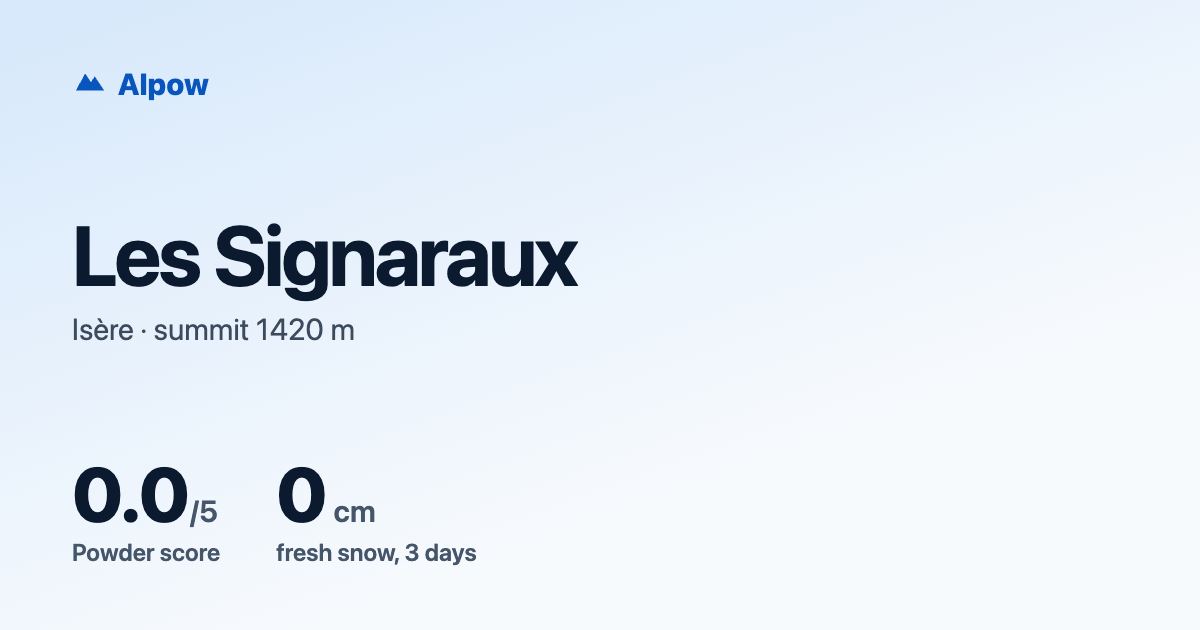 Alpow
Les Signaraux
Isère · summit 1420 m
0.0/5
Powder score
0 cm
fresh snow, 3 days